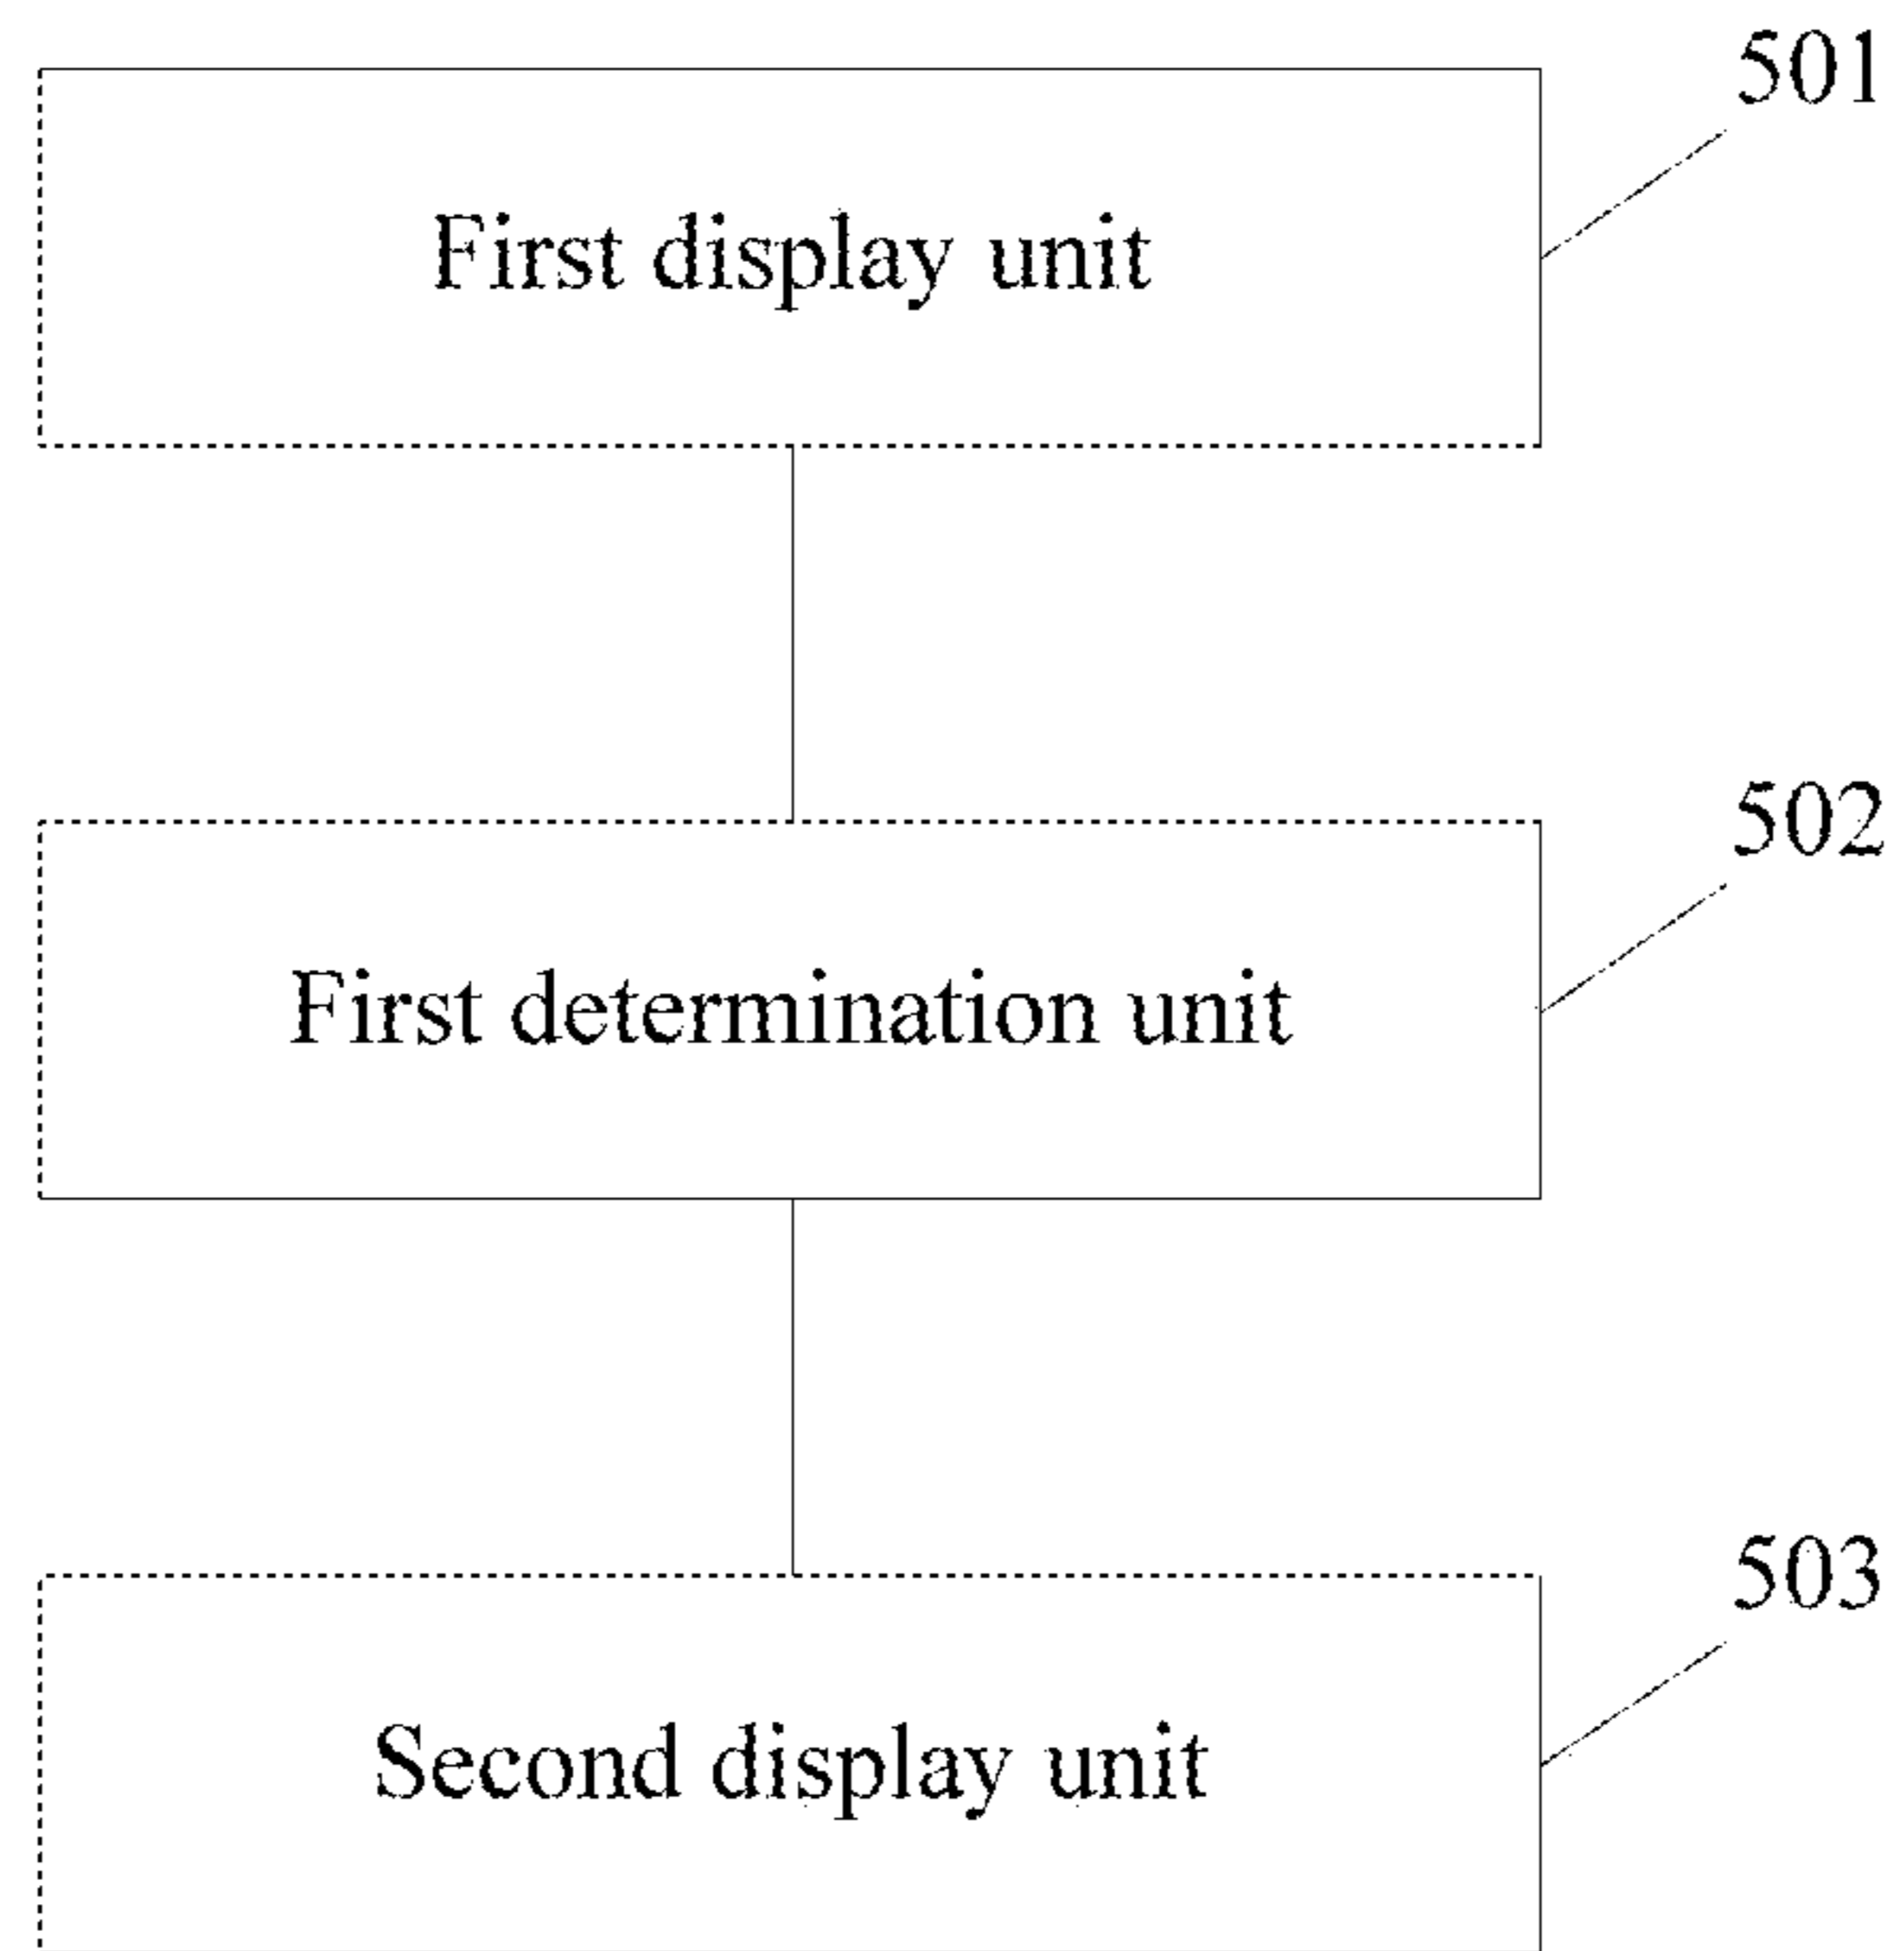 501
First display unit
502
First determination unit
503
Second display unit